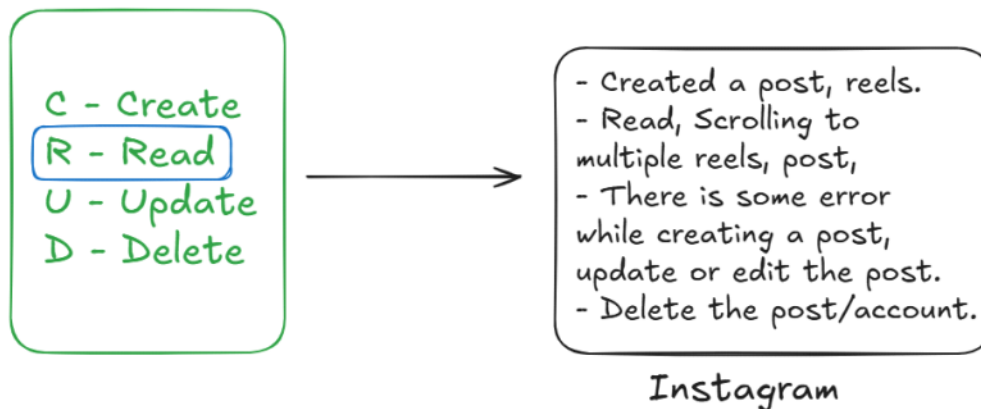 C - Create
R - Read
U - Update
D - Delete
- Created a post, reels.
- Read, Scrolling to
multiple reels, post,
- There is some error
while creating a post,
update or edit the post.
- Delete the post/account.
Instagram